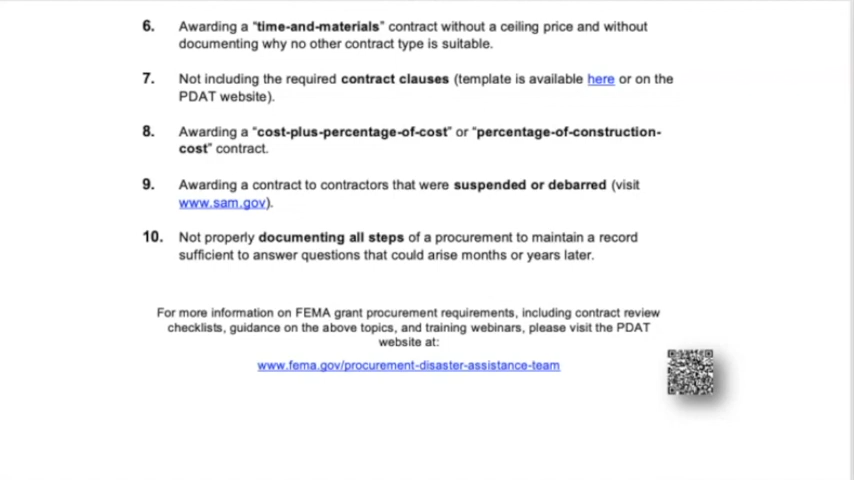 6. Awarding a "time-and-materials" contract without a ceiling price and without
documenting why no other contract type is suitable.
7. Not including the required contract clauses (template is available here or on the
PDAT website).
8. Awarding a "cost-plus-percentage-of-cost" or "percentage-of-construction-
cost" contract.
9. Awarding a contract to contractors that were suspended or debarred (visit
www.sam.gov).
10. Not properly documenting all steps of a procurement to maintain a record
sufficient to answer questions that could arise months or years later.
For more information on FEMA grant procurement requirements, including contract review
checklists, guidance on the above topics, and training webinars, please visit the PDAT
website at:
www.fema.gov/procurement-disaster-assistance-team